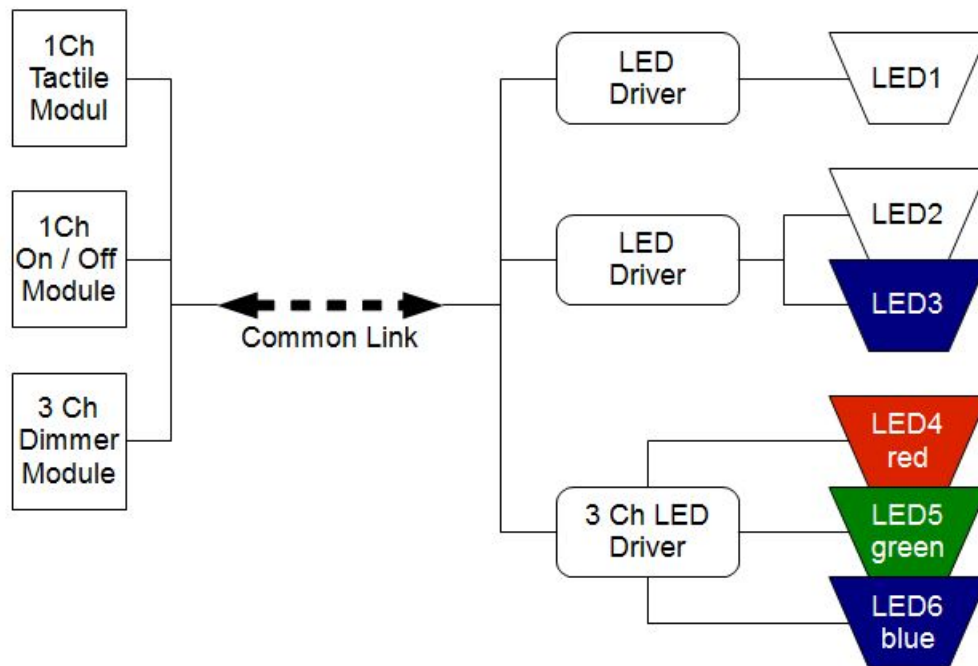 1Ch
Tactile
Modul
1Ch
On / Off
Module
3 Ch
Dimmer
Module
Common Link
LED
Driver
LED1
LED
Driver
LED2
LED3
3 Ch LED
Driver
LED4
red
LED5
green
LED6
blue